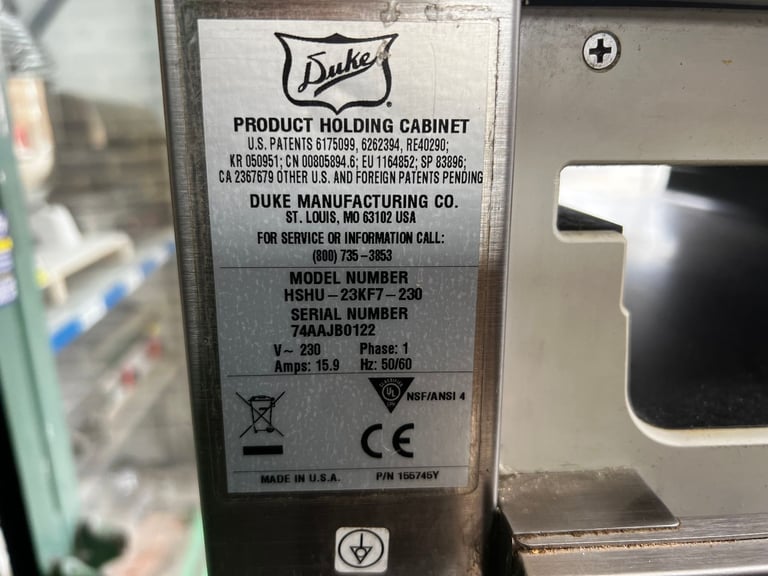 Duke
®
PRODUCT HOLDING CABINET
U.S. PATENTS 6175099, 6262394, RE40290;
KR 050951; CN 00805894.6; EU 1164852; SP 83896;
CA 2367679 OTHER U.S. AND FOREIGN PATENTS PENDING
DUKE MANUFACTURING CO.
ST. LOUIS, MO 63102 USA
FOR SERVICE OR INFORMATION CALL:
(800) 735-3853
MODEL NUMBER
HSHU-23KF7-230
SERIAL NUMBER
74AAJB0122
V~ 230 Phase: 1
Amps: 15.9 Hz: 50/60
UL NSF/ANSI 4
CE
MADE IN U.S.A. P/N 155745Y